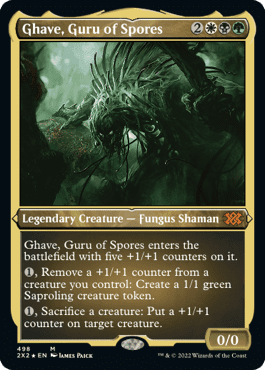 Ghave, Guru of Spores 2WBG
Legendary Creature — Fungus Shaman
Ghave, Guru of Spores enters the
battlefield with five +1/+1 counters on it.
1, Remove a +1/+1 counter from a
creature you control: Create a 1/1 green
Saproling creature token.
1, Sacrifice a creature: Put a +1/+1
counter on target creature.
0/0
498 M
2X2 ★ EN JAMES PAICK
™ & © 2022 Wizards of the Coast